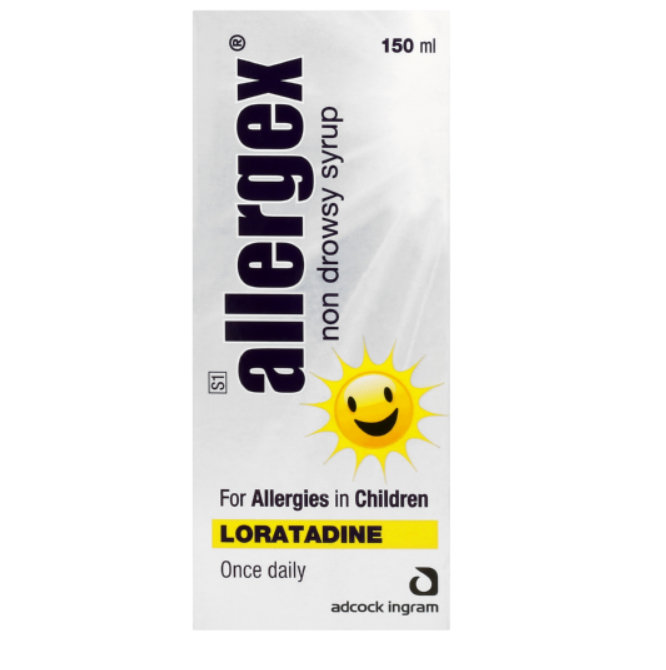 150 ml
allergex®
non drowsy syrup
S1
For Allergies in Children
LORATADINE
Once daily
adcock ingram